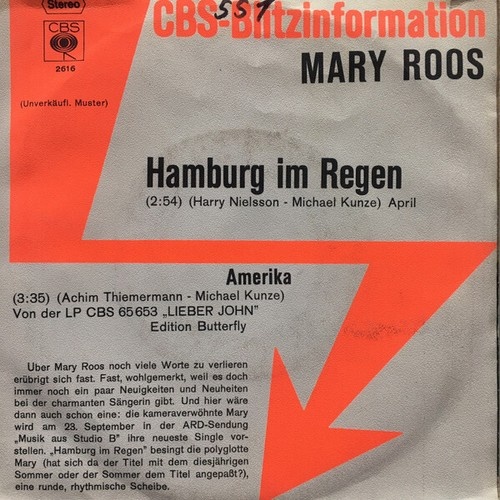 Stereo
CBS
2616
551
CBS-Blitzinformation
MARY ROOS
(Unverkäufl. Muster)
Hamburg im Regen
(2:54) (Harry Nielsson - Michael Kunze) April
Amerika
(3:35) (Achim Thiemermann - Michael Kunze)
Von der LP CBS 65653 „LIEBER JOHN"
Edition Butterfly
Uber Mary Roos noch viele Worte zu verlieren
erübrigt sich fast. Fast, wohlgemerkt, weil es doch
immer noch ein paar Neuigkeiten und Neuheiten
bei der charmanten Sängerin gibt. Und hier wäre
dann auch schon eine: die kameraverwöhnte Mary
wird am 23. September in der ARD-Sendung
„Musik aus Studio B" ihre neueste Single vor-
stellen. „Hamburg im Regen" besingt die polyglotte
Mary (hat sich da der Titel mit dem diesjährigen
Sommer oder der Sommer dem Titel angepaßt?),
eine runde, rhythmische Scheibe.